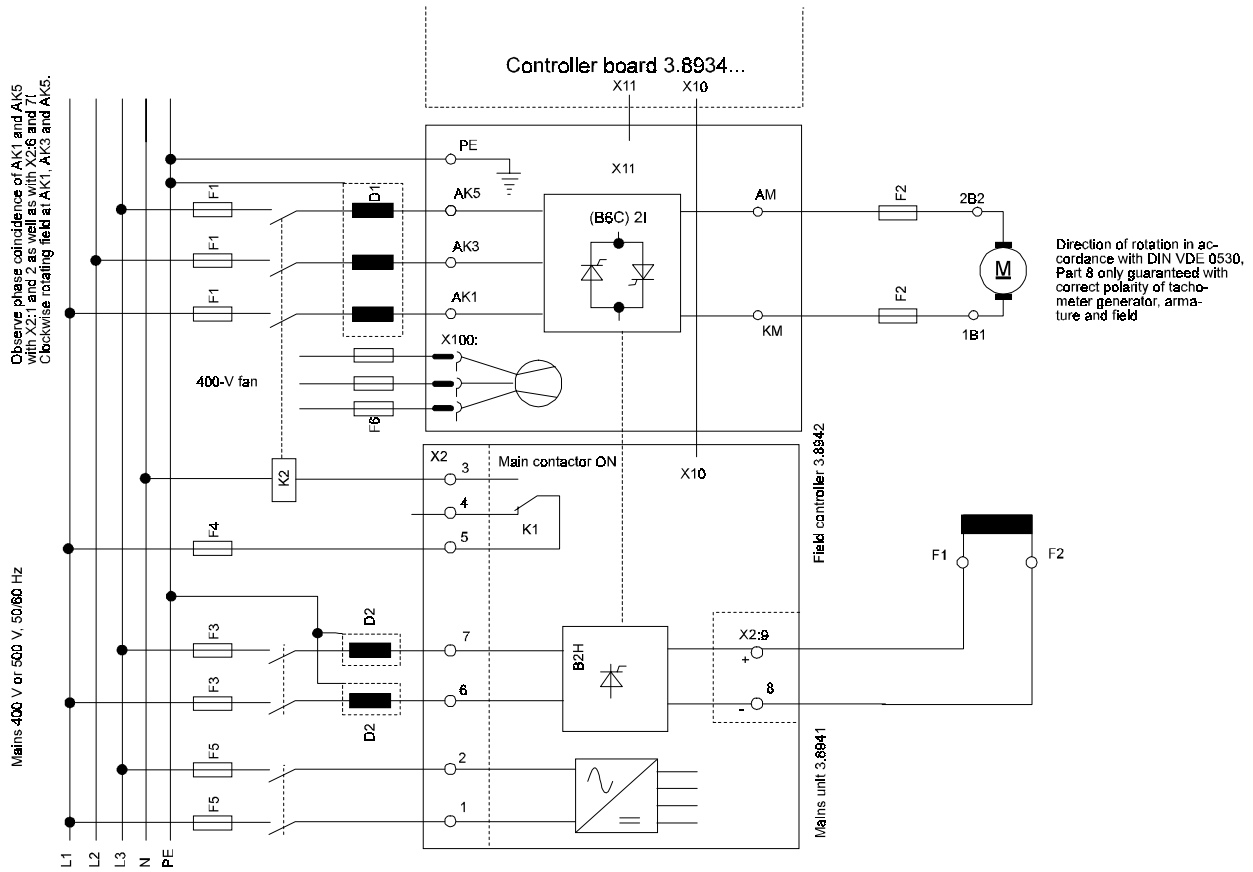 Controller board 3.8934...
X11
X10
Observe phase coincidence of AK1 and AK5
with X2:1 and 2 as well as with X2:6 and 7!
Clockwise rotating field at AK1, AK3 and AK5.
PE
X11
F1
D1
AK5
(B6C) 2I
AM
F2
2B2
F1
AK3
M
Direction of rotation in ac-
cordance with DIN VDE 0530,
Part 8 only guaranteed with
correct polarity of tacho-
meter generator, arma-
ture and field
F1
AK1
KM
F2
1B1
X100:
400-V fan
F6
Field controller 3.8942
X2
Main contactor ON
X10
K2
3
4
K1
F4
5
F1
F2
Mains 400 V or 500 V, 50/60 Hz
D2
F3
7
B2H
X2:9
+
F3
6
8
-
D2
F5
2
Mains unit 3.8941
F5
1
L1
L2
L3
N
PE